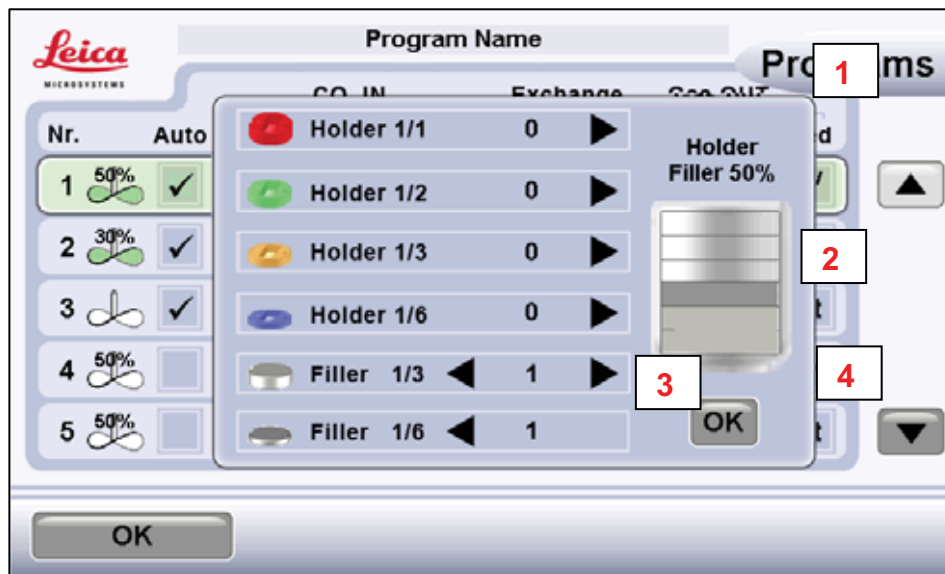 Leica
MICROSYSTEMS
Program Name
1
Nr. Auto
Holder 1/1 0
Holder 1/2 0
Holder 1/3 0
Holder 1/6 0
Filler 1/3 1
Filler 1/6 1
Holder
Filler 50%
OK
1 50%
2 30%
3
4 50%
5 50%
2
3
4
OK